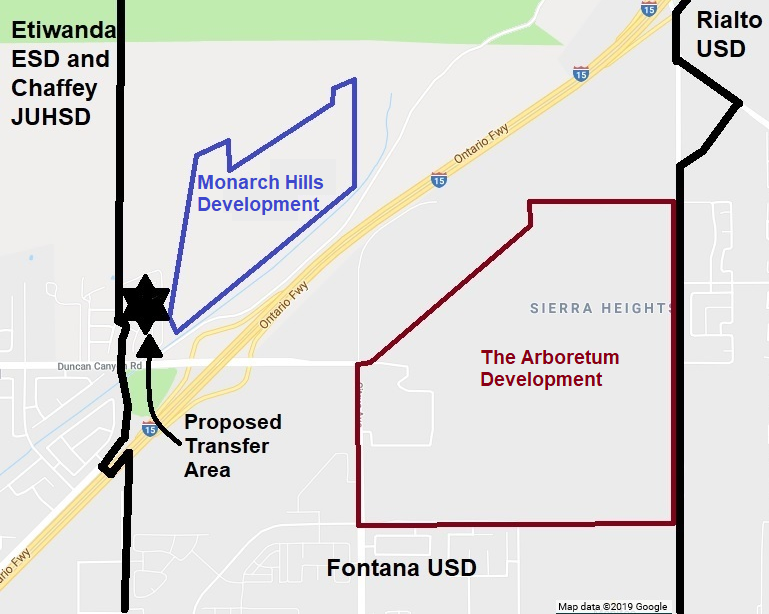 Etiwanda
ESD and
Chaffey
JUHSD
Rialto
USD
15
15
Ontario Fwy
15
Monarch Hills
Development
Ontario Fwy
SIERRA HEIGHTS
The Arboretum
Development
Duncan Canyon Rd
Proposed
Transfer
Area
15
Fontana USD
Map data ©2019 Google